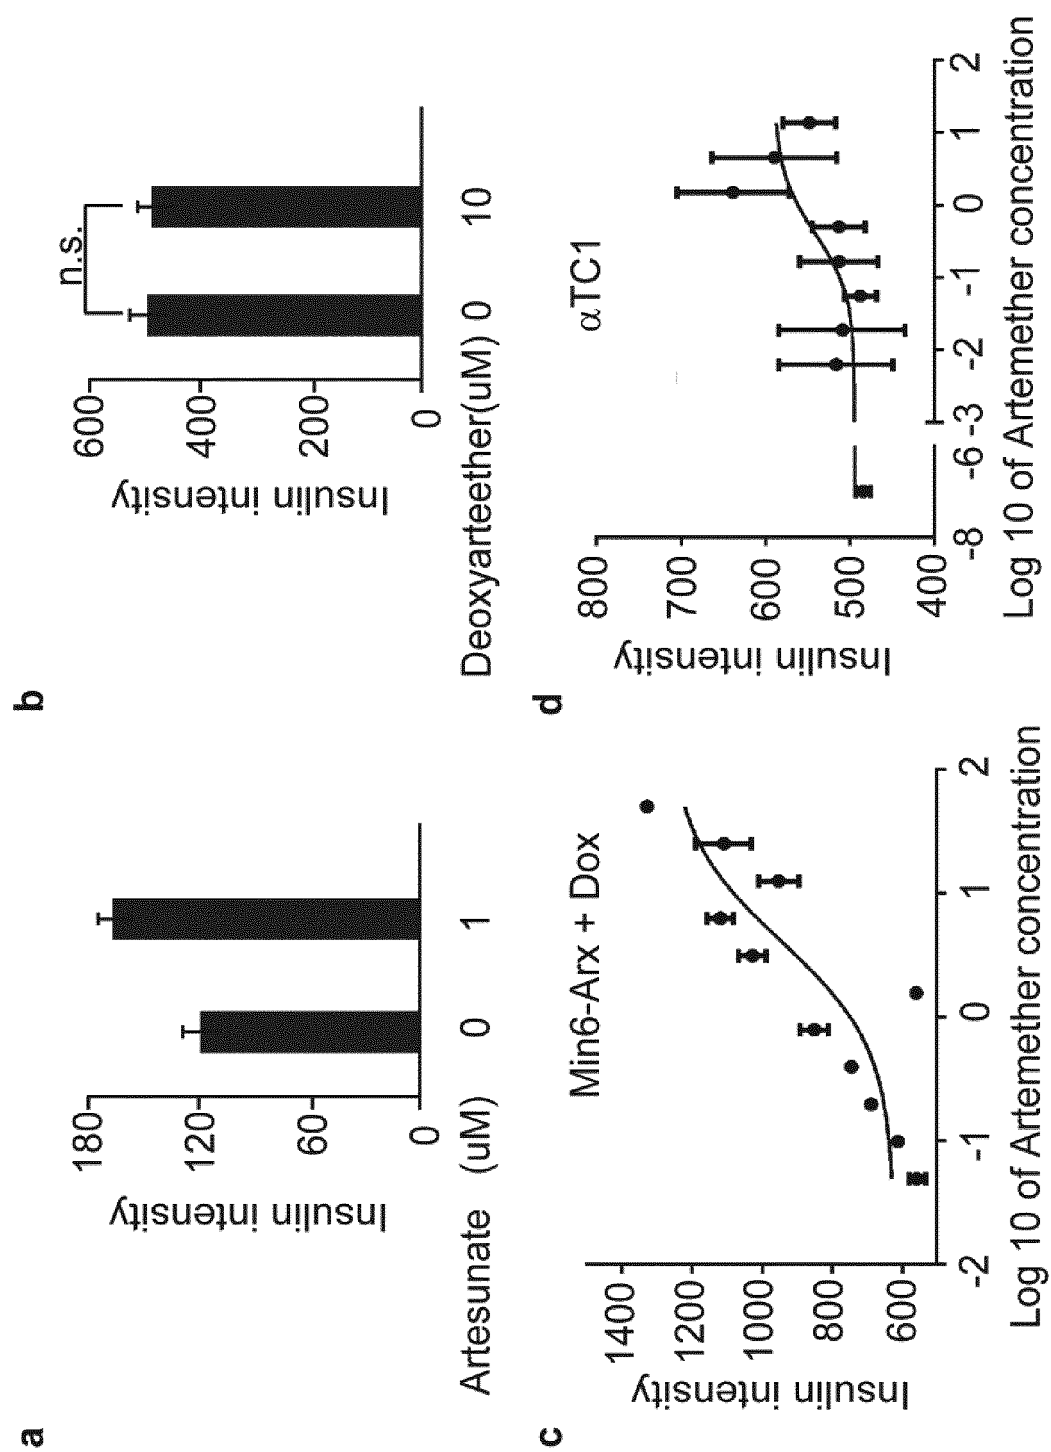 a
Insulin intensity
180
120
60
0
Artesunate (uM) 0 1
b
Insulin intensity
600
400
200
0
n.s.
Deoxyarteether(uM) 0 10
c
Min6-Arx + Dox
Insulin intensity
1400
1200
1000
800
600
-2 -1 0 1 2
Log 10 of Artemether concentration
d
αTC1
Insulin intensity
800
700
600
500
400
-8 -6 -3 -2 -1 0 1 2
Log 10 of Artemether concentration